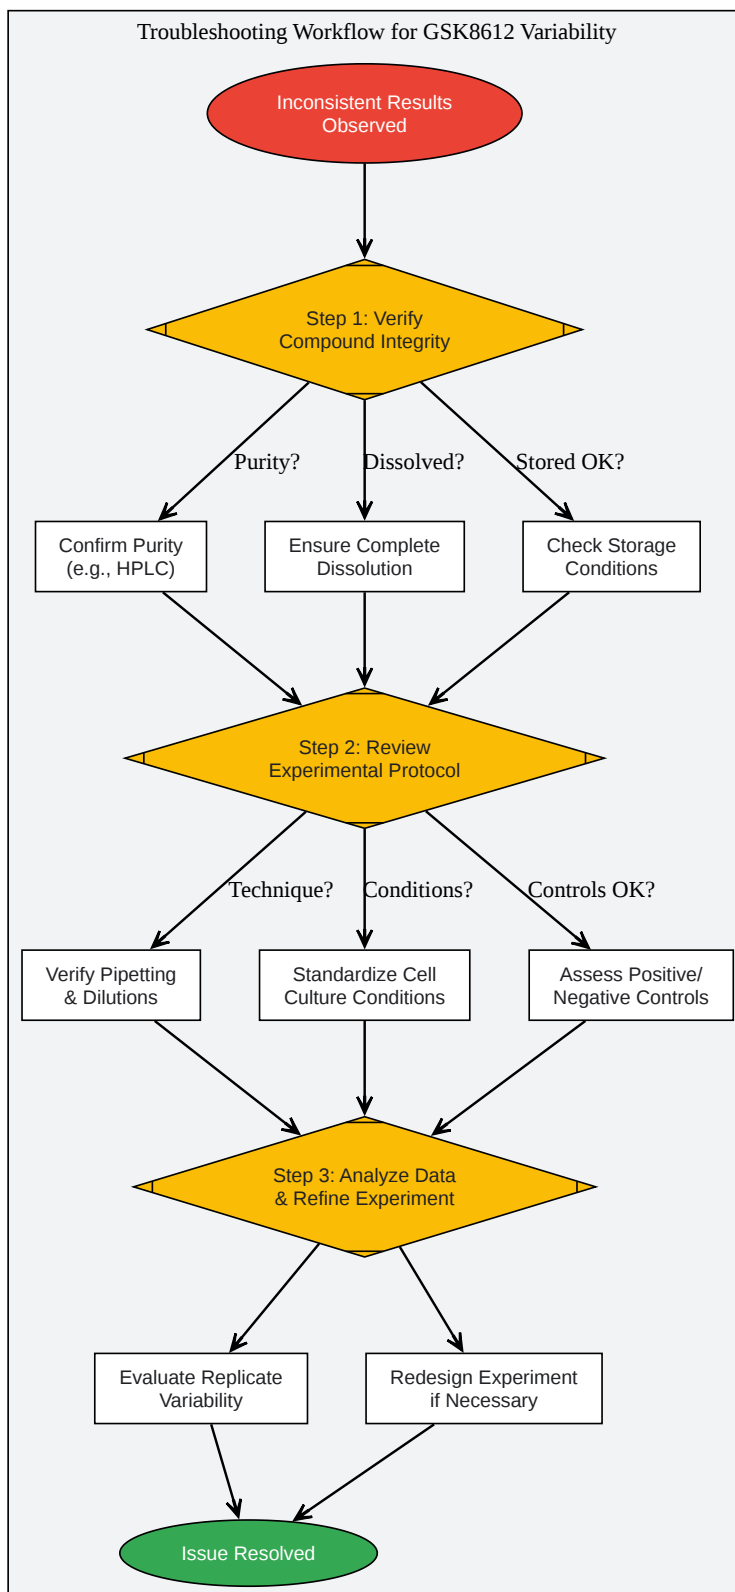 Troubleshooting Workflow for GSK8612 Variability
Inconsistent Results
Observed
Step 1: Verify
Compound Integrity
Purity?
Dissolved?
Stored OK?
Confirm Purity
(e.g., HPLC)
Ensure Complete
Dissolution
Check Storage
Conditions
Step 2: Review
Experimental Protocol
Technique?
Conditions?
Controls OK?
Verify Pipetting
& Dilutions
Standardize Cell
Culture Conditions
Assess Positive/
Negative Controls
Step 3: Analyze Data
& Refine Experiment
Evaluate Replicate
Variability
Redesign Experiment
if Necessary
Issue Resolved